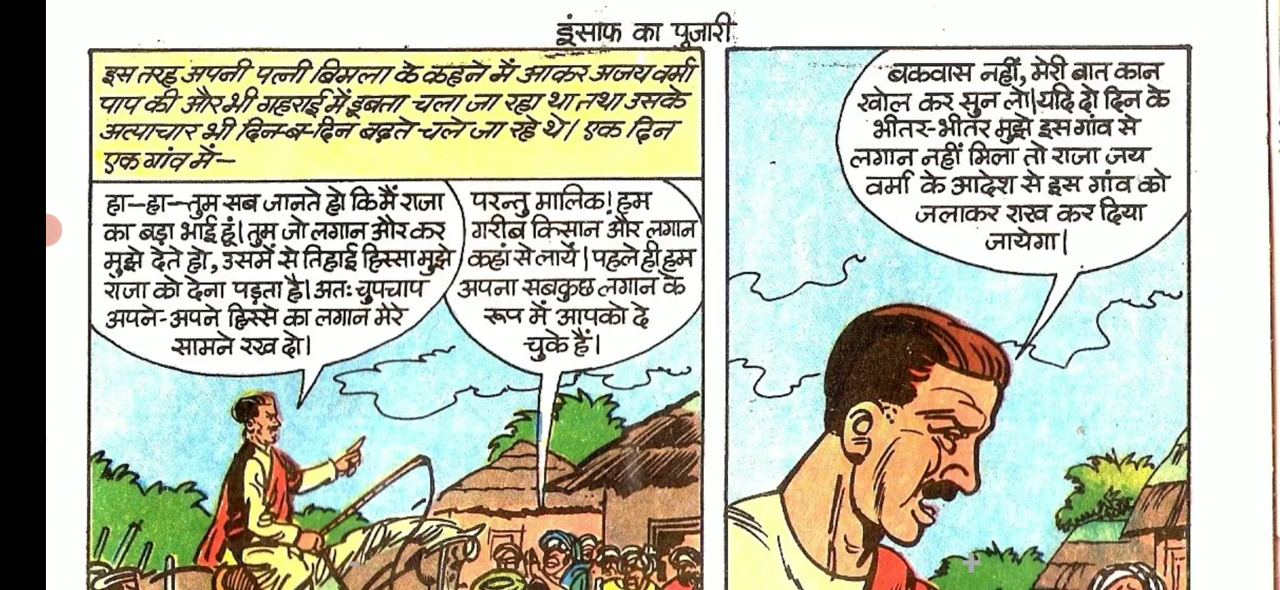 इंसाफ का पूजारी
इस तरह अपनी पत्नी बिमला के कहने में आकर अजय वर्मा
पाप की और भी गहराई में डूबता चला जा रहा था तथा उसके
अत्याचार भी दिन-ब-दिन बढ़ते चले जा रहे थे। एक दिन
एक गांव में—
हा—हा—तुम सब जानते हो कि मैं राजा
का बड़ा भाई हूं। तुम जो लगान और कर
मुझे देते हो, उसमें से तिहाई हिस्सा मुझे
राजा को देना पड़ता है। अतः चुपचाप
अपने-अपने हिस्से का लगान मेरे
सामने रख दो।
परन्तु मालिक! हम
गरीब किसान और लगान
कहां से लायें। पहले ही हम
अपना सबकुछ लगान के
रूप में आपको दे
चुके हैं।
बकवास नहीं, मेरी बात कान
खोल कर सुन लो। यदि दो दिन के
भीतर-भीतर मुझे इस गांव से
लगान नहीं मिला तो राजा जय
वर्मा के आदेश से इस गांव को
जलाकर राख कर दिया
जायेगा।